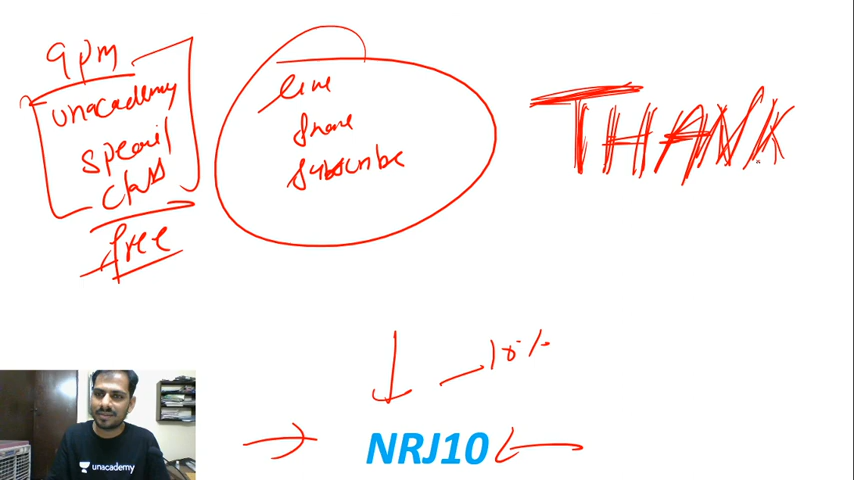 9pm
unacademy
special
class
free
like
share
subscribe
THANK
10%
NRJ10
unacademy